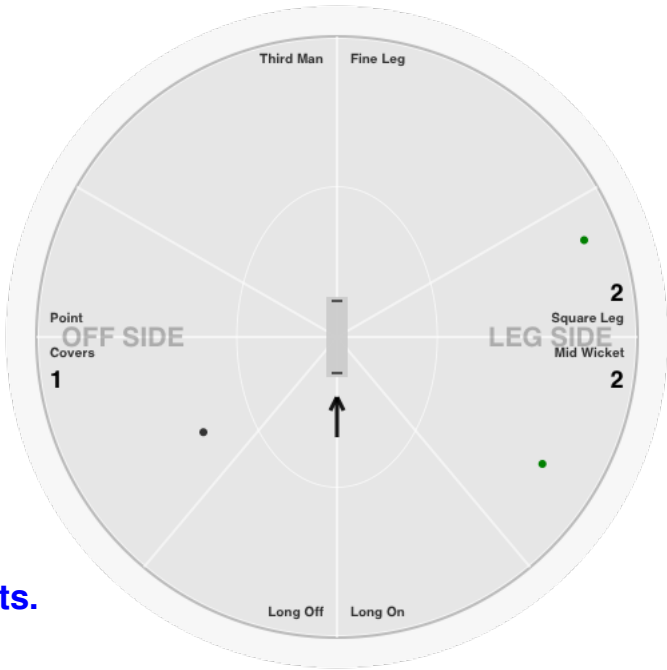 Third Man Fine Leg
2
Point Square Leg
OFF SIDE LEG SIDE
Covers Mid Wicket
1 2
ts.
Long Off Long On